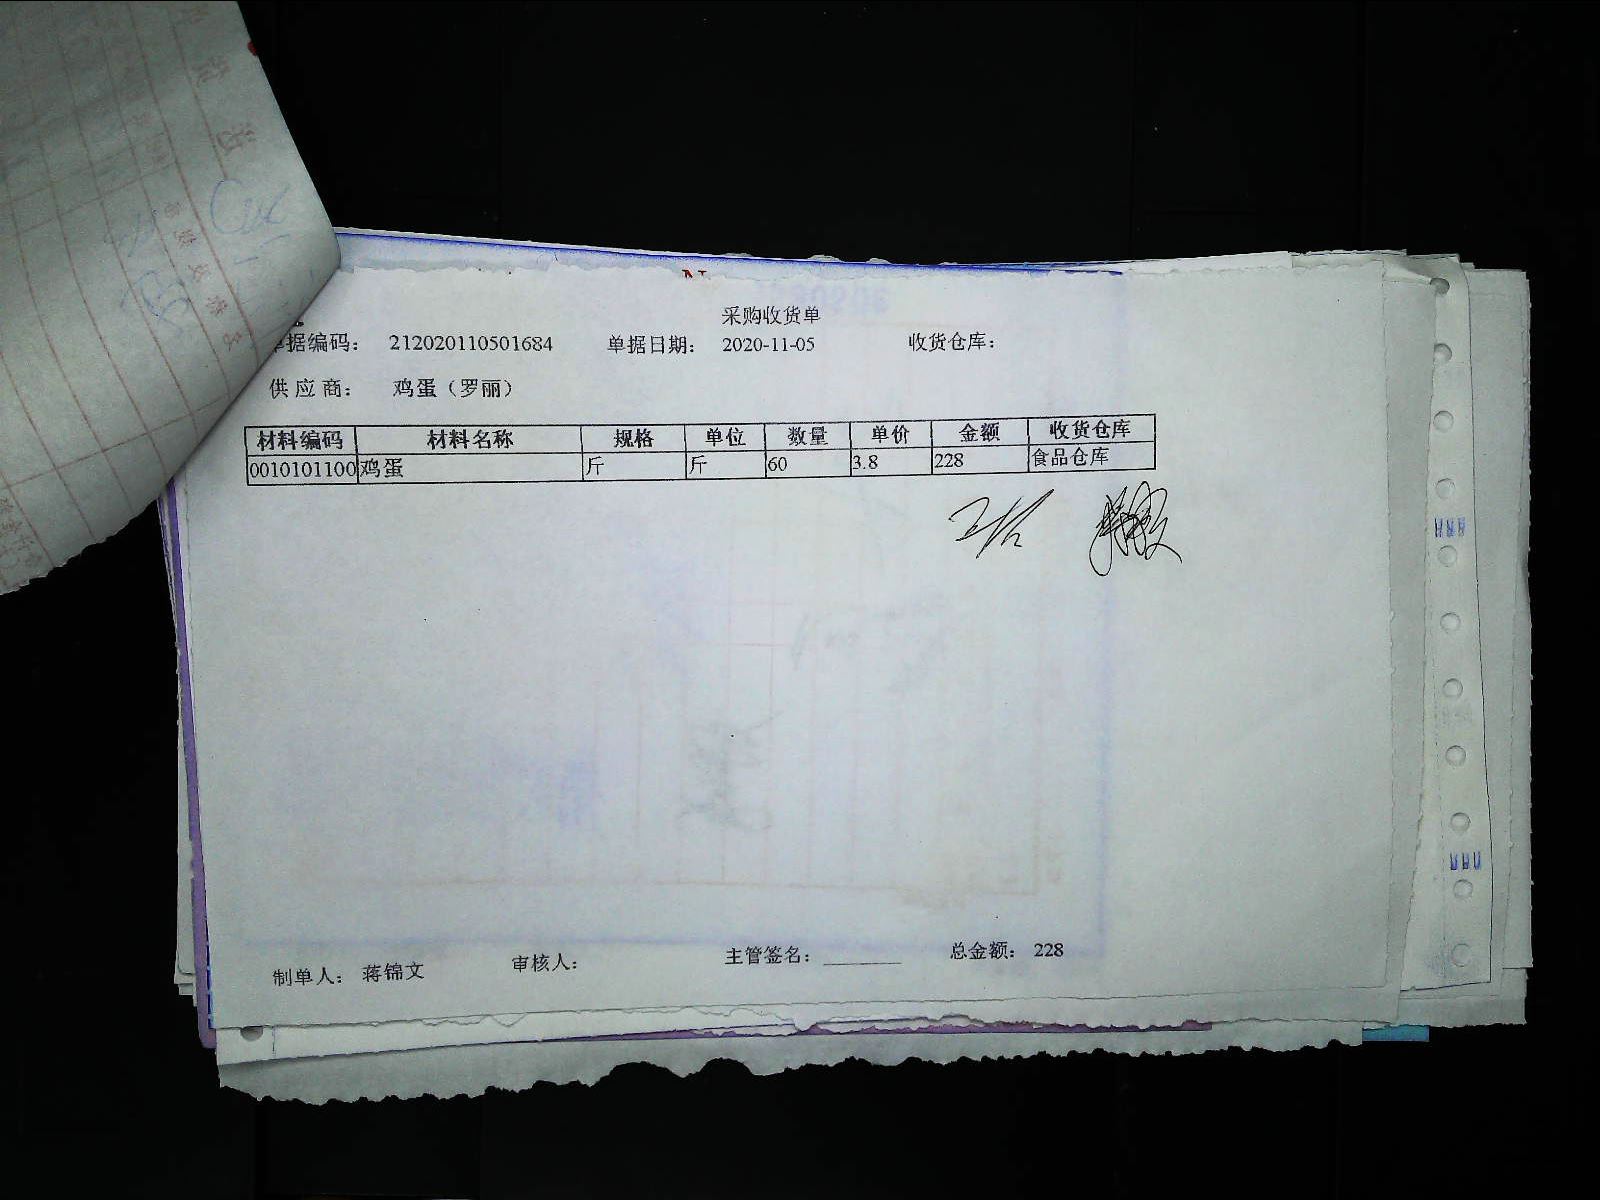 采购收货单
单据编码： 212020110501684 单据日期： 2020-11-05 收货仓库：
供应商： 鸡蛋（罗丽）
材料编码 材料名称 规格 单位 数量 单价 金额 收货仓库
0010101100 鸡蛋 斤 斤 60 3.8 228 食品仓库
制单人： 蒋锦文 审核人： 主管签名：________ 总金额： 228